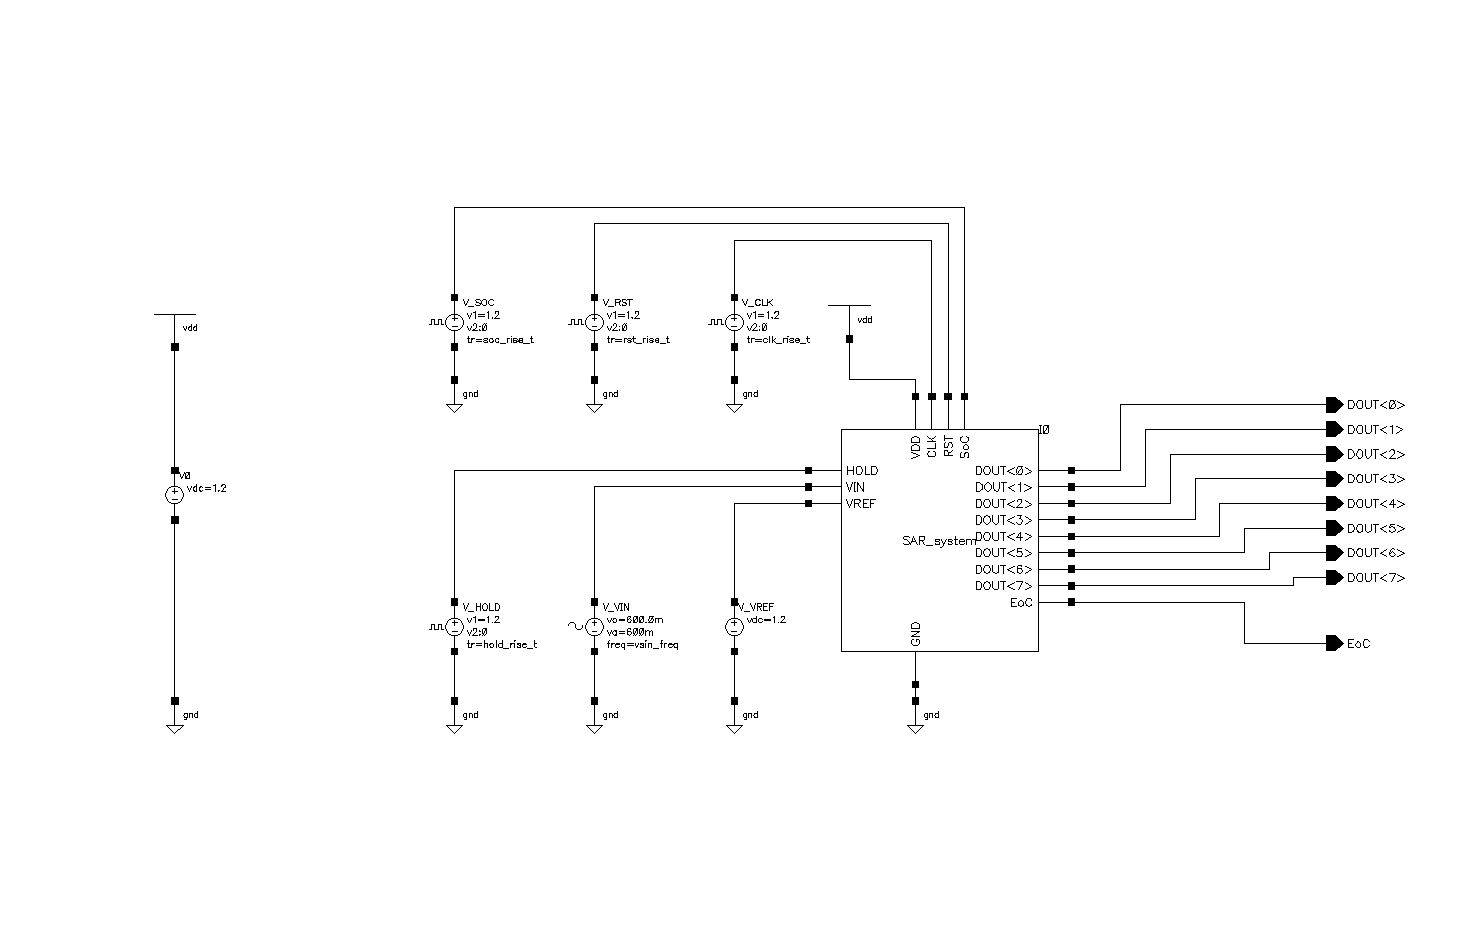 vdd
V0
vdc=1.2
gnd
V_SOC
v1=1.2
v2:0
tr=soc_rise_t
gnd
V_RST
v1=1.2
v2:0
tr=rst_rise_t
gnd
V_CLK
v1=1.2
v2:0
tr=clk_rise_t
gnd
vdd
V_HOLD
v1=1.2
v2:0
tr=hold_rise_t
gnd
V_VIN
vo=600.0m
va=600m
freq=vsin_freq
gnd
V_VREF
vdc=1.2
gnd
I0
VDD
CLK
RST
SoC
HOLD
VIN
VREF
SAR_system
DOUT<0>
DOUT<1>
DOUT<2>
DOUT<3>
DOUT<4>
DOUT<5>
DOUT<6>
DOUT<7>
EoC
GND
gnd
DOUT<0>
DOUT<1>
DOUT<2>
DOUT<3>
DOUT<4>
DOUT<5>
DOUT<6>
DOUT<7>
EoC